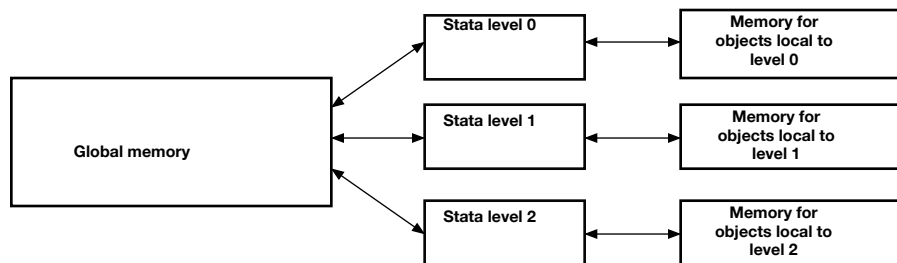 Global memory
Stata level 0
Memory for
objects local to
level 0
Stata level 1
Memory for
objects local to
level 1
Stata level 2
Memory for
objects local to
level 2